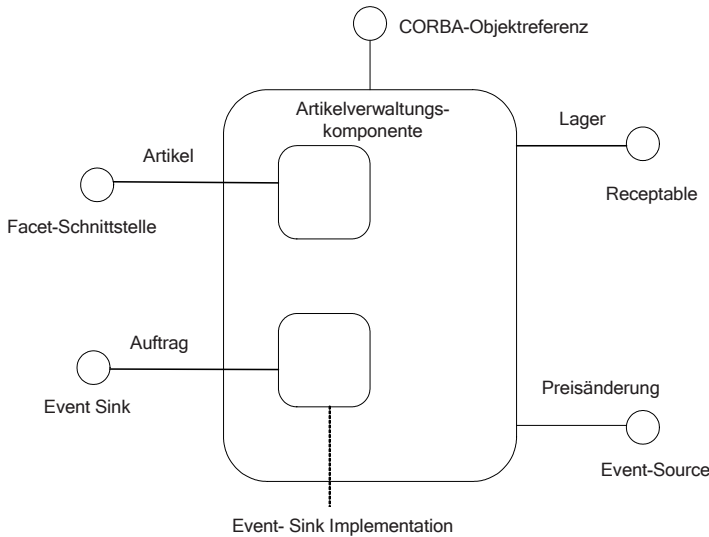 CORBA-Objektreferenz
Artikelverwaltungs-
komponente
Lager
Artikel
Receptable
Facet-Schnittstelle
Auftrag
Preisänderung
Event Sink
Event-Source
Event- Sink Implementation